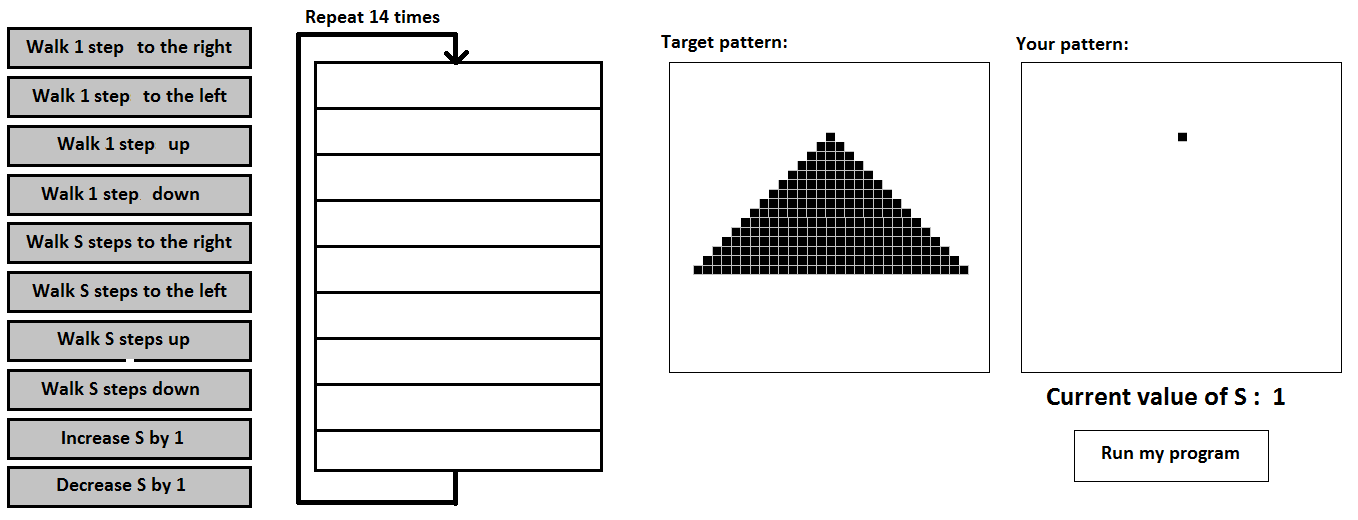 Repeat 14 times
Walk 1 step to the right
Walk 1 step to the left
Walk 1 step up
Walk 1 step down
Walk S steps to the right
Walk S steps to the left
Walk S steps up
Walk S steps down
Increase S by 1
Decrease S by 1
Target pattern:
Your pattern:
Current value of S : 1
Run my program